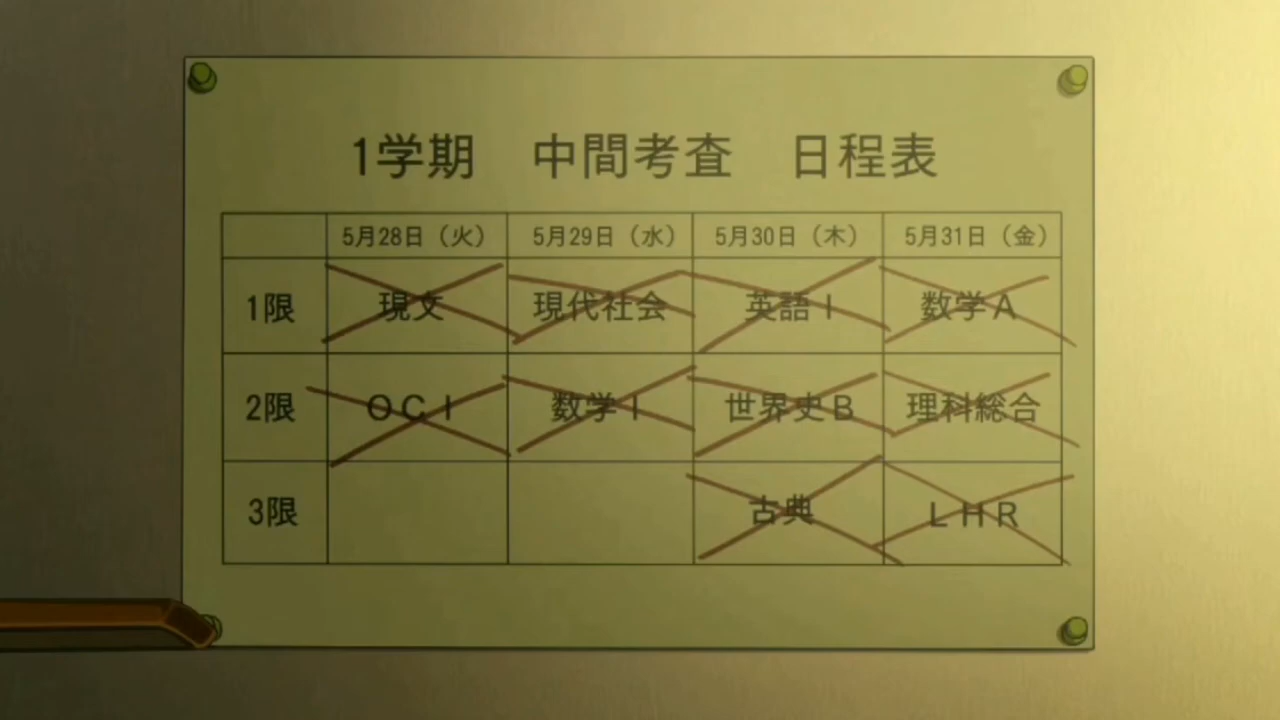 1学期　中間考査　日程表
5月28日（火） 5月29日（水） 5月30日（木） 5月31日（金）
1限 現文 現代社会 英語Ⅰ 数学A
2限 OCⅠ 数学Ⅰ 世界史B 理科総合
3限 古典 LHR